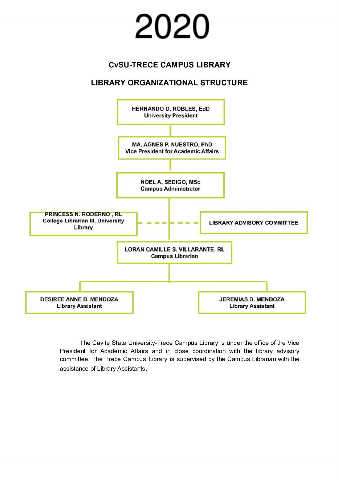 2020
CvSU-TRECE CAMPUS LIBRARY
LIBRARY ORGANIZATIONAL STRUCTURE
HERNANDO D. ROBLES, EdD
University President
MA. AGNES P. NUESTRO, PhD
Vice President for Academic Affairs
NOEL A. SEDIGO, MSc
Campus Administrator
PRINCESS N. RODERNO , RL
College Librarian III, University
Library
LIBRARY ADVISORY COMMITTEE
LORAN CAMILLE S. VILLARANTE, RL
Campus Librarian
DESIREE ANNE D. MENDOZA
Library Assistant
JEREMIAS D. MENDOZA
Library Assistant
The Cavite State University-Trece Campus Library is under the office of the Vice
President for Academic Affairs and in close coordination with the library advisory
committee. The Trece Campus Library is supervised by the Campus Librarian with the
assistance of Library Assistants.